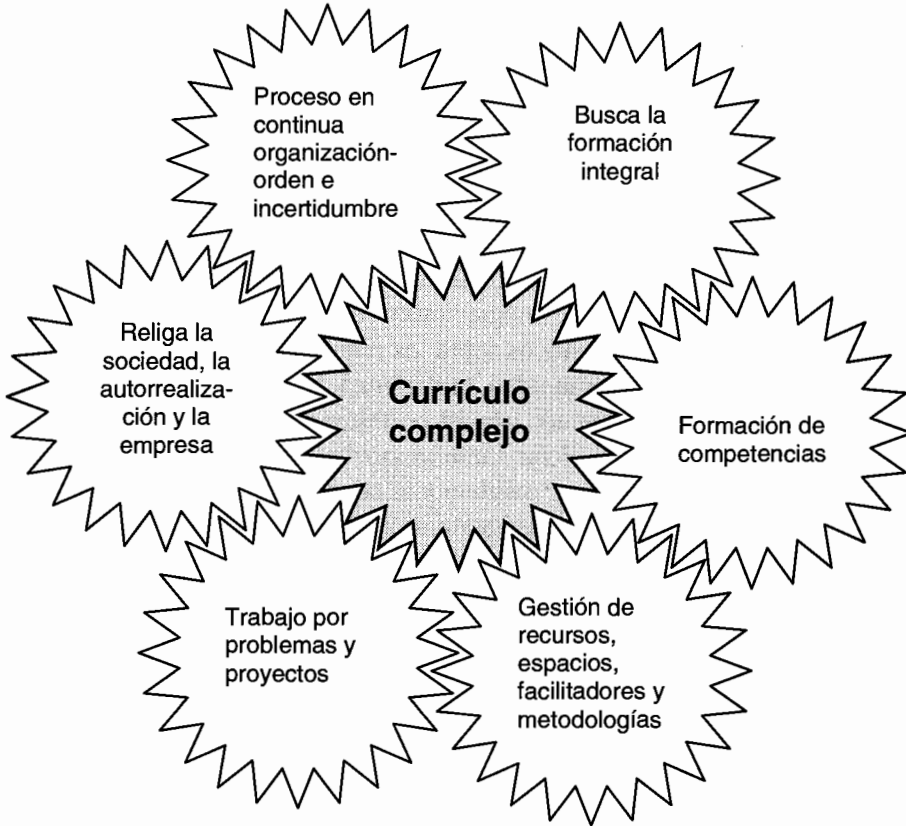 Proceso en
continua
organización-
orden e
incertidumbre
Busca la
formación
integral
Religa la
sociedad, la
autorrealiza-
ción y la
empresa
Currículo
complejo
Formación de
competencias
Trabajo por
problemas y
proyectos
Gestión de
recursos,
espacios,
facilitadores y
metodologías